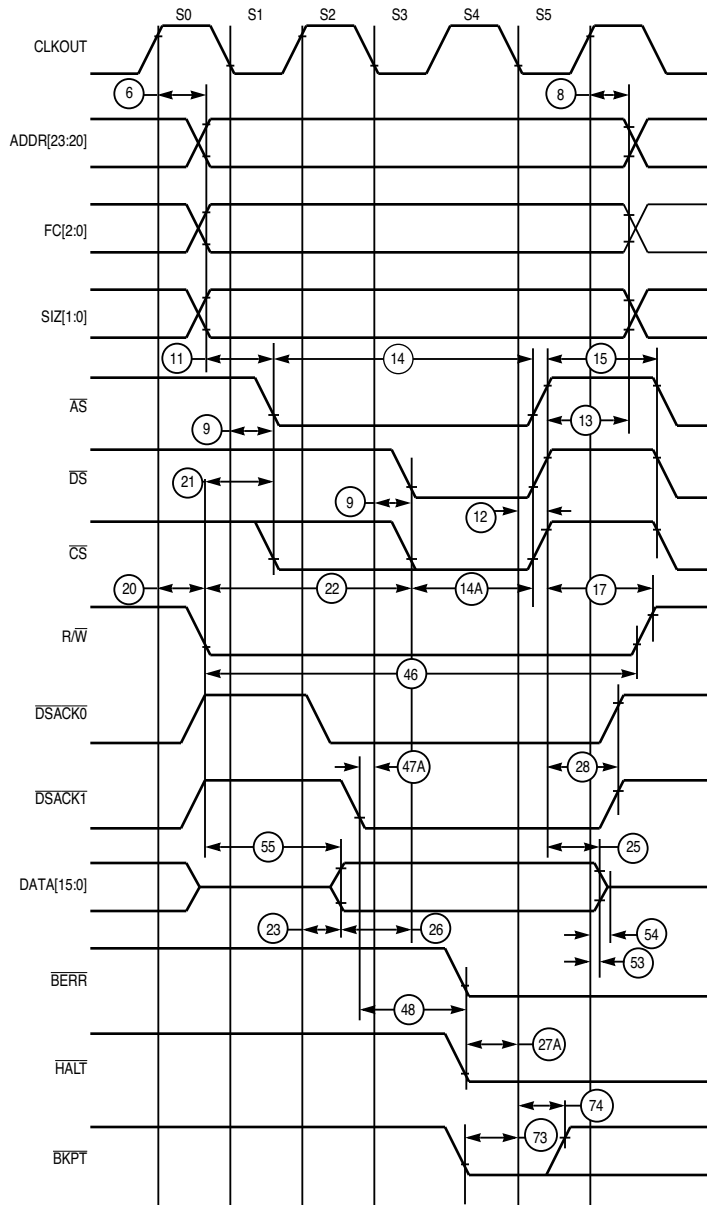 S0 S1 S2 S3 S4 S5
CLKOUT
6 8
ADDR[23:20]
FC[2:0]
SIZ[1:0]
11 14 15
AS
13
9
DS
21 9 12
CS
20 22 14A 17
R/W
46
DSACK0
47A 28
DSACK1
55 25
DATA[15:0]
23 26 54
53
BERR
48
27A
HALT
74
73
BKPT